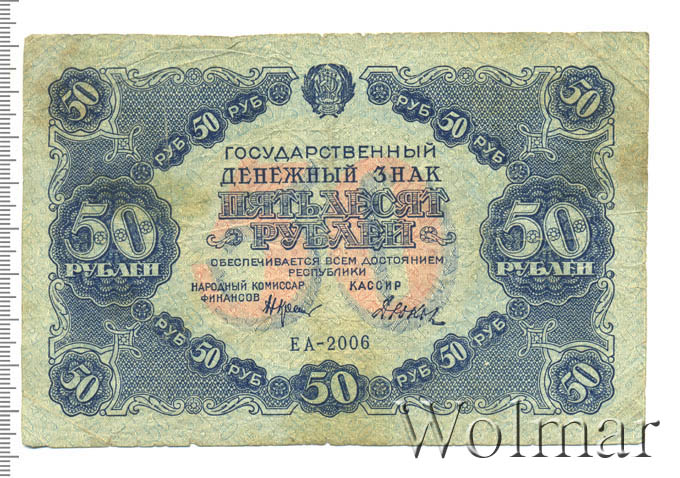 50 50
РУБ 50 РУБ РУБ 50 РУБ
ГОСУДАРСТВЕННЫЙ
ДЕНЕЖНЫЙ ЗНАК
ПЯТЬДЕСЯТ
РУБЛЕЙ
50
50 РУБЛЕЙ
50 РУБЛЕЙ
ОБЕСПЕЧИВАЕТСЯ ВСЕМ ДОСТОЯНИЕМ
РЕСПУБЛИКИ
НАРОДНЫЙ КОМИССАР
ФИНАНСОВ
КАССИР
ЕА-2006
РУБ 50 РУБ РУБ 50 РУБ
50 50 50
Wolmar